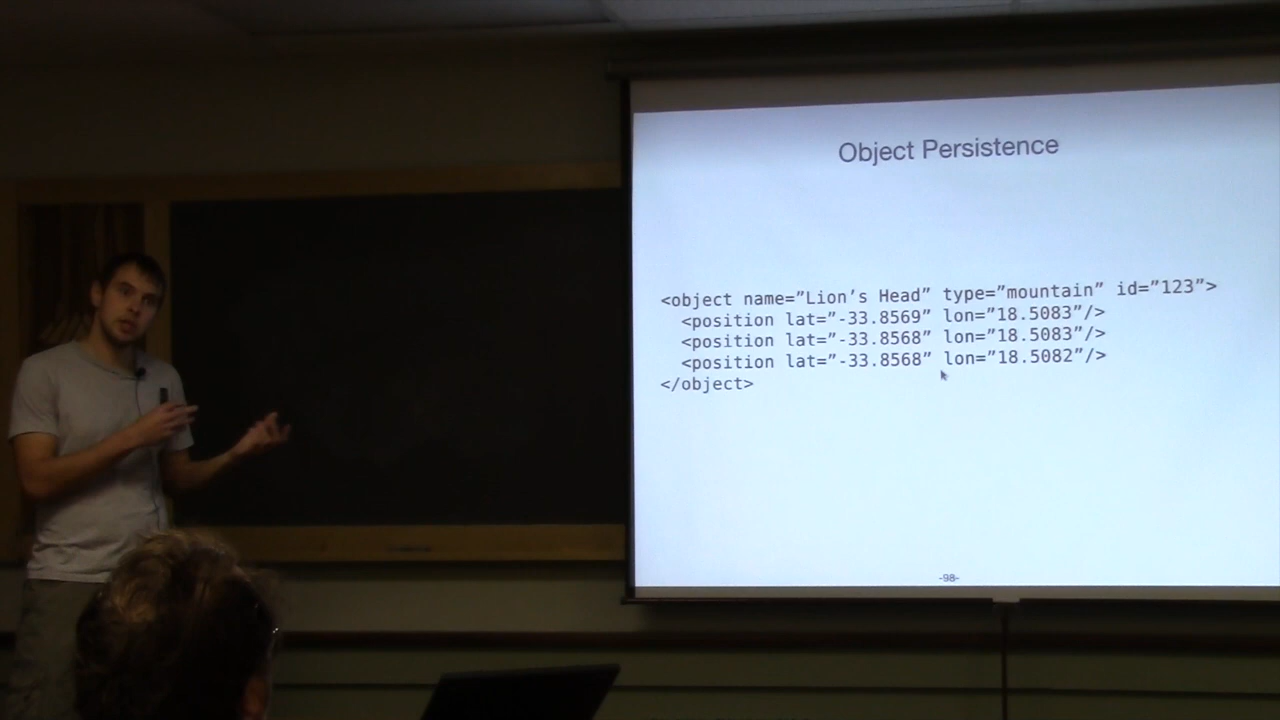 Object Persistence
<object name=”Lion’s Head” type=”mountain” id=”123”>
<position lat=”-33.8569” lon=”18.5083”/>
<position lat=”-33.8568” lon=”18.5083”/>
<position lat=”-33.8568” lon=”18.5082”/>
</object>
-98-